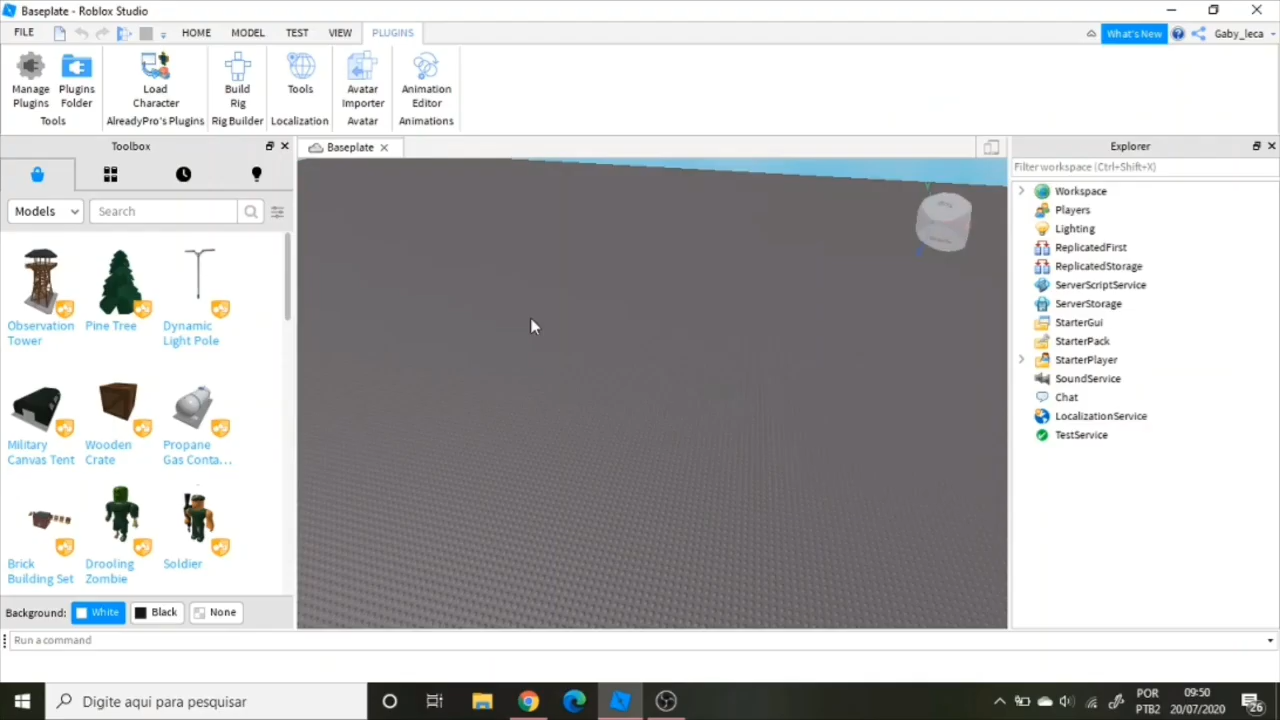 Baseplate - Roblox Studio
FILE HOME MODEL TEST VIEW PLUGINS What's New Gaby_leca
Manage Plugins Load Build Tools Avatar Animation
Plugins Folder Character Rig Importer Editor
Tools AlreadyPro's Plugins Rig Builder Localization Avatar Animations
Toolbox
Baseplate
Explorer
Filter workspace (Ctrl+Shift+X)
Models
Search
Observation Pine Tree Dynamic
Tower Light Pole
Military Wooden Propane
Canvas Tent Crate Gas Conta...
Brick Drooling Soldier
Building Set Zombie
Background: White Black None
Workspace
Players
Lighting
ReplicatedFirst
ReplicatedStorage
ServerScriptService
ServerStorage
StarterGui
StarterPack
StarterPlayer
SoundService
Chat
LocalizationService
TestService
Run a command
Digite aqui para pesquisar
POR 09:50
PTB2 20/07/2020 26